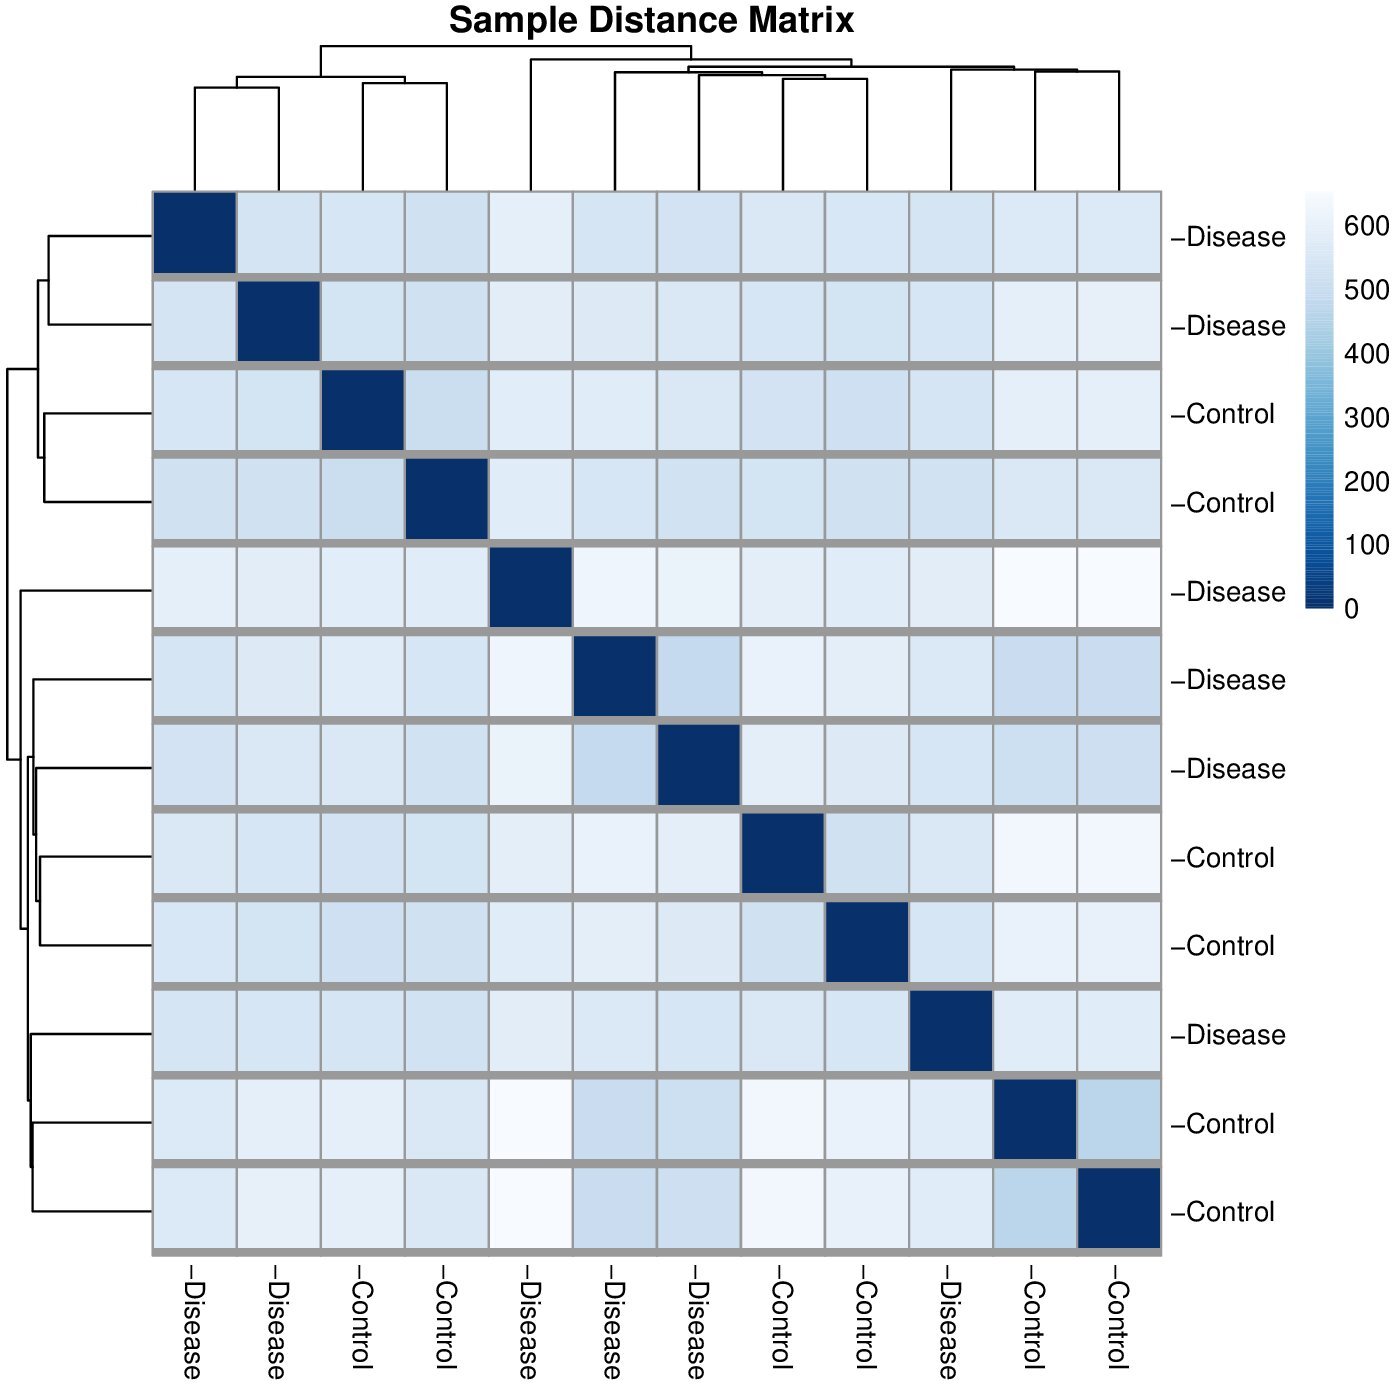 Sample Distance Matrix
–Disease
–Disease
–Control
–Control
–Disease
–Disease
–Disease
–Control
–Control
–Disease
–Control
–Control
600
500
400
300
200
100
0
–Disease
–Disease
–Control
–Control
–Disease
–Disease
–Disease
–Control
–Control
–Disease
–Control
–Control